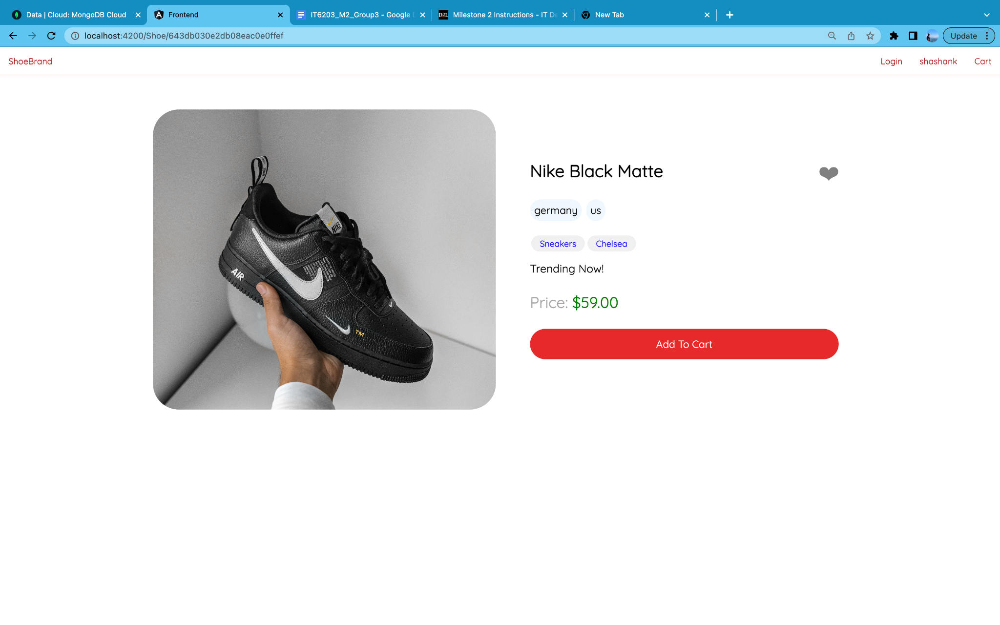 Data | Cloud: MongoDB Cloud
Frontend
IT6203_M2_Group3 - Google
Milestone 2 Instructions - IT
New Tab
localhost:4200/Shoe/643db030e2db08eac0e0ffef
Update
ShoeBrand
Login
shashank
Cart
NIKE
NIKE
AIR
TM
Nike Black Matte
germany
us
Sneakers
Chelsea
Trending Now!
Price: $59.00
Add To Cart